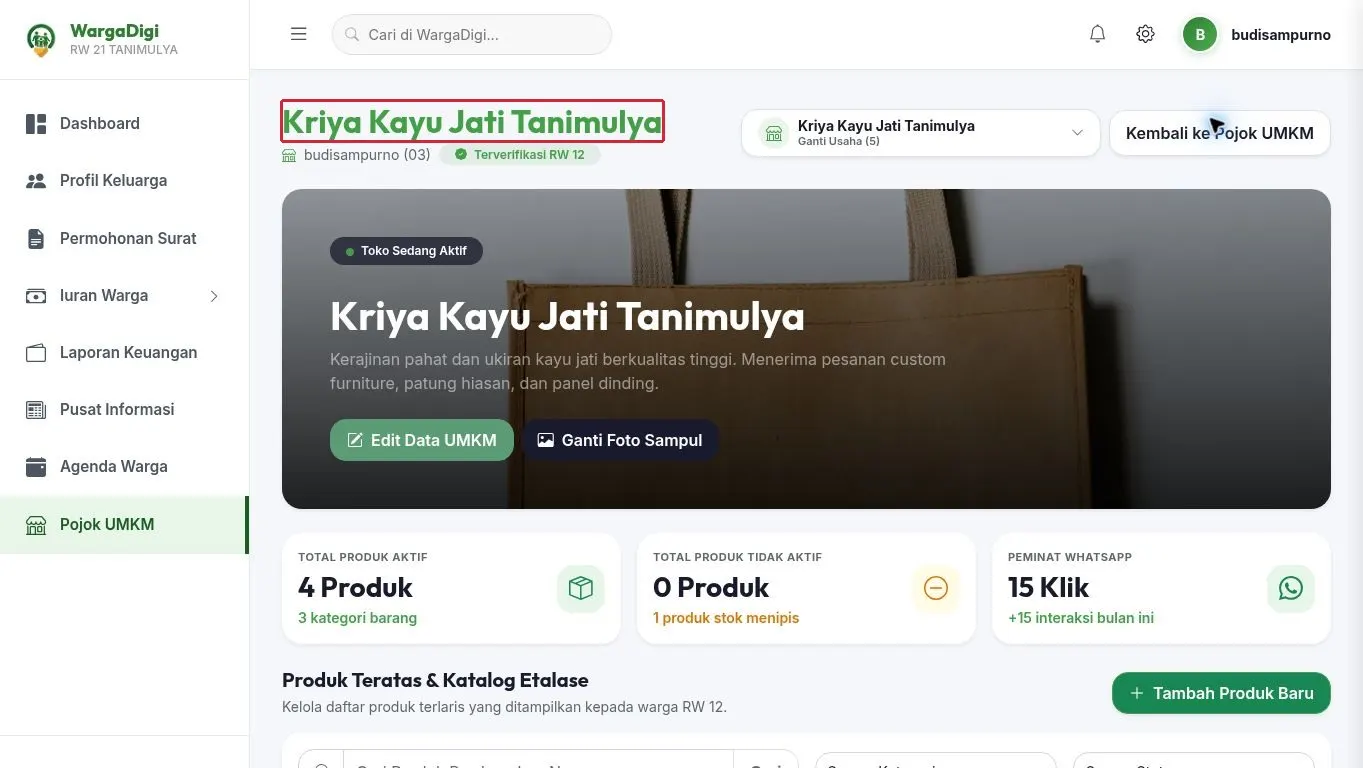 WargaDigi
RW 21 TANIMULYA
Cari di WargaDigi...
B
budisampurno
Dashboard
Profil Keluarga
Permohonan Surat
Iuran Warga
Laporan Keuangan
Pusat Informasi
Agenda Warga
Pojok UMKM
Kriya Kayu Jati Tanimulya
budisampurno (03)
Terverifikasi RW 12
Kriya Kayu Jati Tanimulya
Ganti Usaha (5)
Kembali ke Pojok UMKM
Toko Sedang Aktif
Kriya Kayu Jati Tanimulya
Kerajinan pahat dan ukiran kayu jati berkualitas tinggi. Menerima pesanan custom
furniture, patung hiasan, dan panel dinding.
Edit Data UMKM
Ganti Foto Sampul
TOTAL PRODUK AKTIF
4 Produk
3 kategori barang
TOTAL PRODUK TIDAK AKTIF
0 Produk
1 produk stok menipis
PEMINAT WHATSAPP
15 Klik
+15 interaksi bulan ini
Produk Teratas & Katalog Etalase
Kelola daftar produk terlaris yang ditampilkan kepada warga RW 12.
Tambah Produk Baru